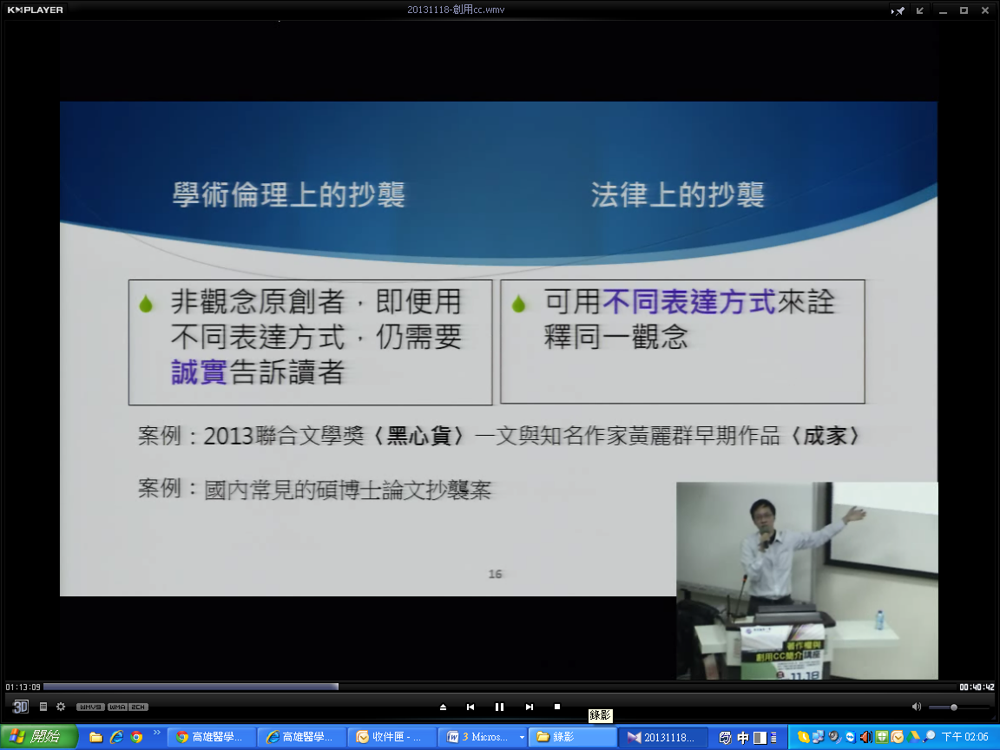 KMPLAYER
20131118-創用cc.wmv
學術倫理上的抄襲
法律上的抄襲
非觀念原創者，即便用
不同表達方式，仍需要
誠實告訴讀者
可用不同表達方式來詮
釋同一觀念
案例：2013聯合文學獎〈黑心貨〉一文與知名作家黃麗群早期作品〈成家〉
案例：國內常見的碩博士論文抄襲案
16
著作權與
創用CC簡介講座
11.18
01:13:09
00:40:42
3D
WMV9
WMA
2CH
錄影
開始
高雄醫學...
高雄醫學...
收件匣 - ...
3 Micros...
錄影
20131118...
中
下午 02:06